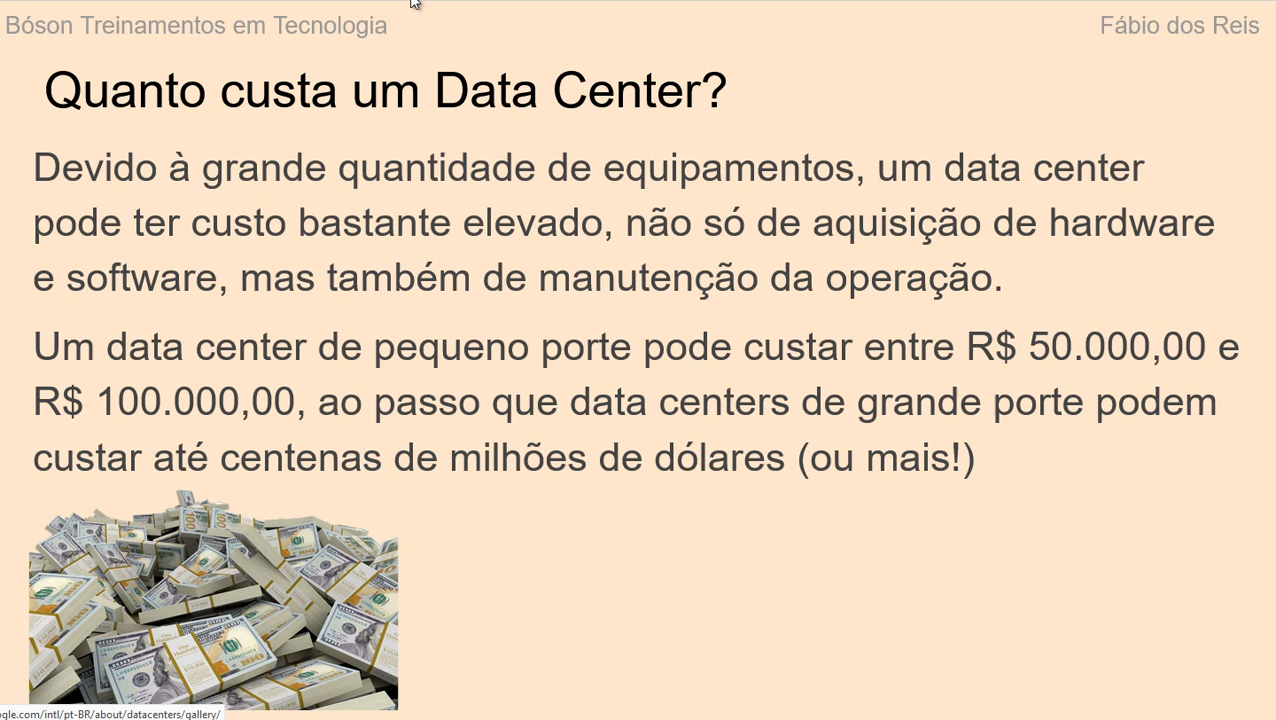 Bóson Treinamentos em Tecnologia
Fábio dos Reis
Quanto custa um Data Center?
Devido à grande quantidade de equipamentos, um data center
pode ter custo bastante elevado, não só de aquisição de hardware
e software, mas também de manutenção da operação.
Um data center de pequeno porte pode custar entre R$ 50.000,00 e
R$ 100.000,00, ao passo que data centers de grande porte podem
custar até centenas de milhões de dólares (ou mais!)
ogle.com/intl/pt-BR/about/datacenters/gallery/